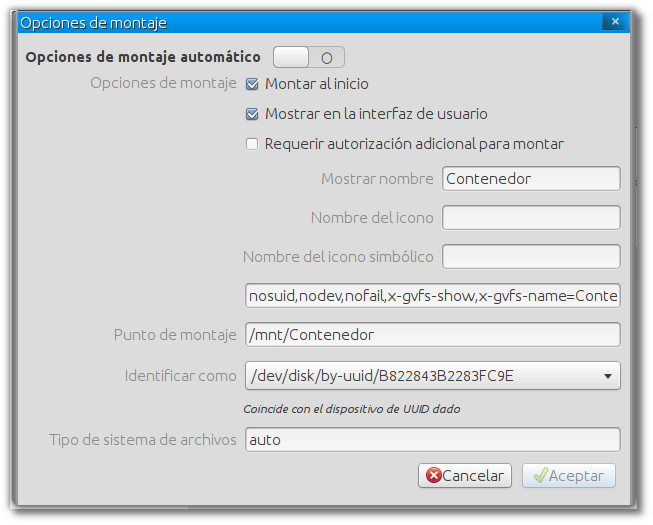 Opciones de montaje
Opciones de montaje automático
Opciones de montaje Montar al inicio
Mostrar en la interfaz de usuario
Requerir autorización adicional para montar
Mostrar nombre Contenedor
Nombre del icono
Nombre del icono simbólico
nosuid,nodev,nofail,x-gvfs-show,x-gvfs-name=Conte
Punto de montaje /mnt/Contenedor
Identificar como /dev/disk/by-uuid/B822843B2283FC9E
Coincide con el dispositivo de UUID dado
Tipo de sistema de archivos auto
Cancelar Aceptar